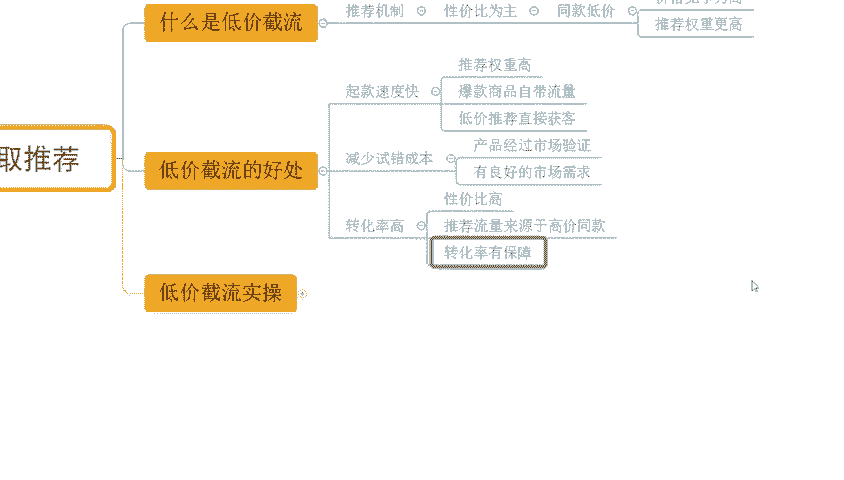 什么是低价截流
推荐机制
性价比为主
同款低价
推荐权重更高
取推荐
低价截流的好处
起款速度快
推荐权重高
爆款商品自带流量
低价推荐直接获客
减少试错成本
产品经过市场验证
有良好的市场需求
转化率高
性价比高
推荐流量来源于高价同款
转化率有保障
低价截流实操